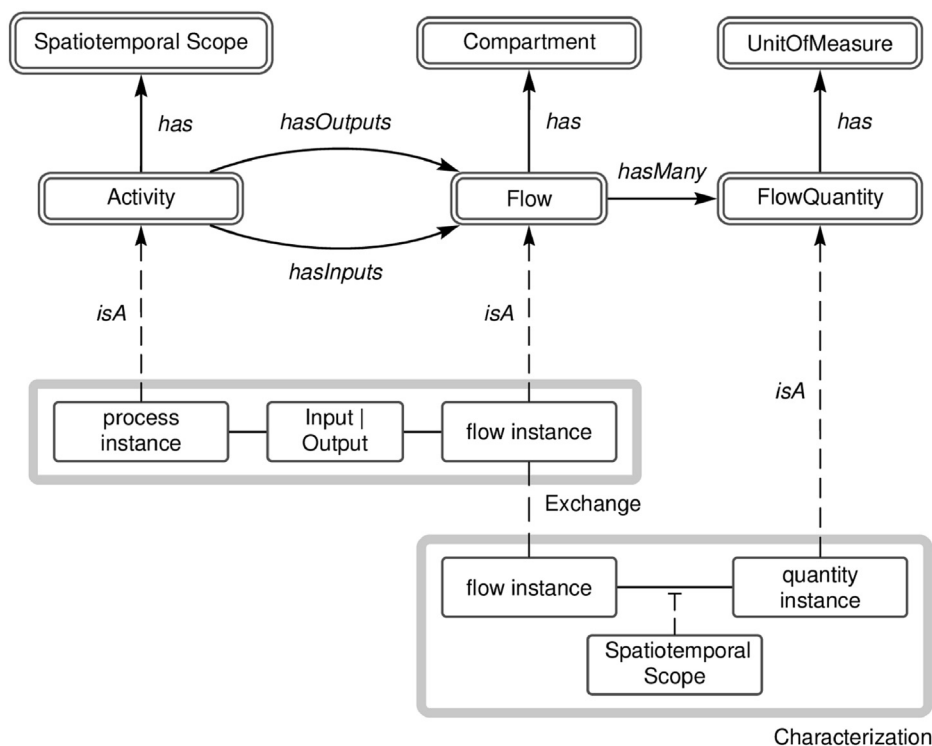 Spatiotemporal Scope
Compartment
UnitOfMeasure
has
hasOutputs
has
has
hasMany
Activity
Flow
FlowQuantity
hasInputs
isA
isA
isA
process
instance
Input |
Output
flow instance
Exchange
flow instance
quantity
instance
Spatiotemporal
Scope
Characterization